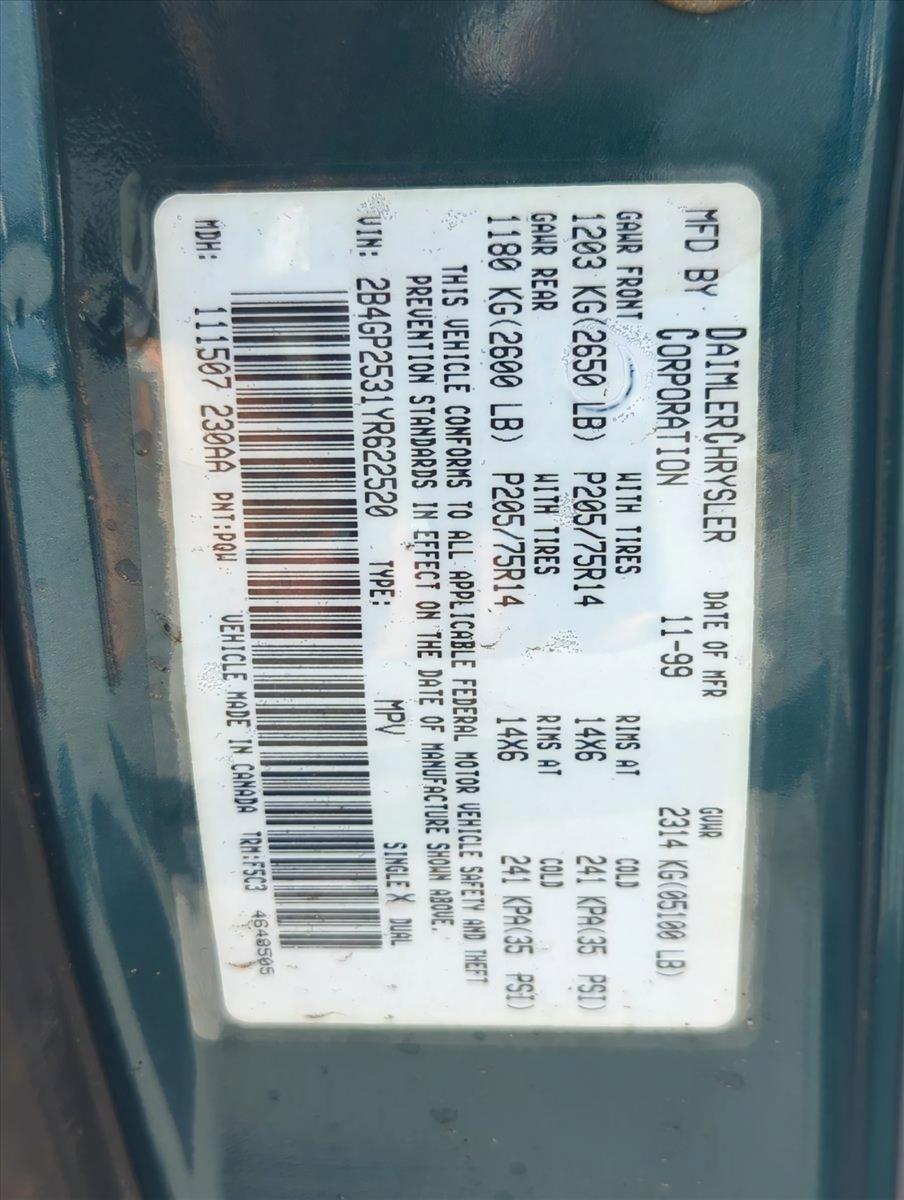 MFD BY DAIMLERCHRYSLER CORPORATION DATE OF MFR 11-99 GVWR 2314 KG(05100 LB)
GAWR FRONT WITH TIRES RIMS AT COLD
1203 KG(2650 LB) P205/75R14 14X6 241 KPA(35 PSI)
GAWR REAR WITH TIRES RIMS AT COLD
1180 KG(2600 LB) P205/75R14 14X6 241 KPA(35 PSI)
THIS VEHICLE CONFORMS TO ALL APPLICABLE FEDERAL MOTOR VEHICLE SAFETY AND THEFT
PREVENTION STANDARDS IN EFFECT ON THE DATE OF MANUFACTURE SHOWN ABOVE.
VIN: 2B4GP2531YR622520 TYPE: MPV SINGLE X DUAL
MDH: 111507 230AA PNT:PQW VEHICLE MADE IN CANADA TRM:F5C3 4648505